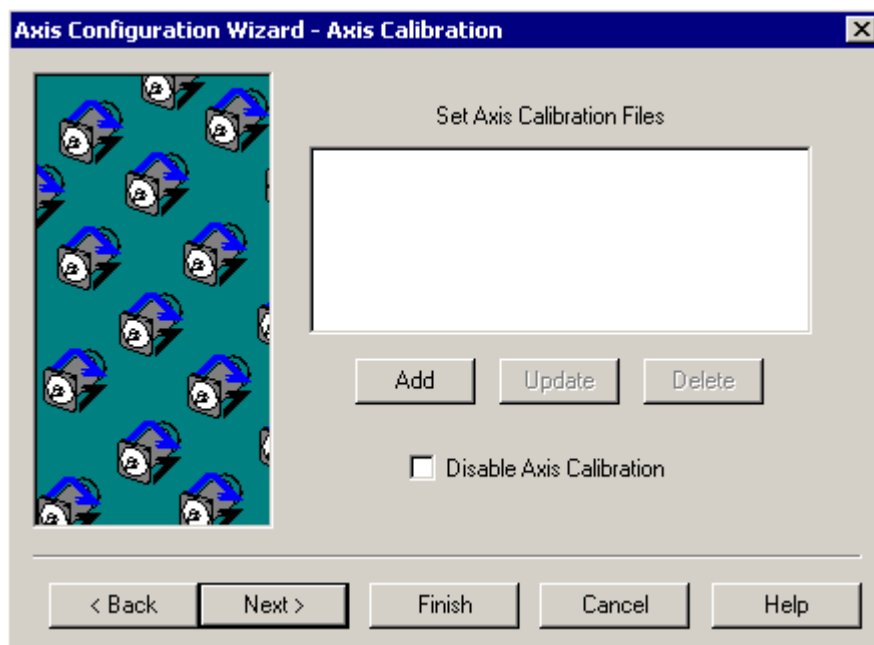 Axis Configuration Wizard - Axis Calibration
Set Axis Calibration Files
Add Update Delete
Disable Axis Calibration
< Back Next > Finish Cancel Help